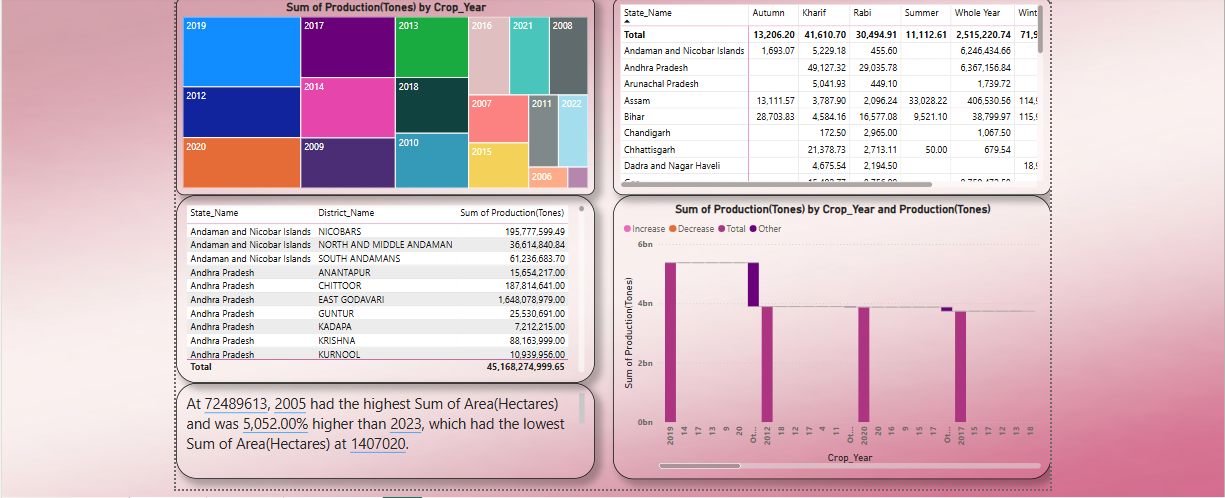 Sum of Production(Tones) by Crop_Year
2019
2017
2013
2016
2021
2008
2012
2014
2018
2007
2011
2022
2020
2009
2010
2015
2006
State_Name Autumn Kharif Rabi Summer Whole Year Wint
Total 13,206.20 41,610.70 30,494.91 11,112.61 2,515,220.74 71,9
Andaman and Nicobar Islands 1,693.07 5,229.18 455.60 6,246,434.66
Andhra Pradesh 49,127.32 29,035.78 6,367,156.84
Arunachal Pradesh 5,041.93 449.10 1,739.72
Assam 13,111.57 3,787.90 2,096.24 33,028.22 406,530.56 114,9
Bihar 28,703.83 4,584.16 16,577.08 9,521.10 38,799.97 115,9
Chandigarh 172.50 2,965.00 1,067.50
Chhattisgarh 21,378.73 2,713.11 50.00 679.54
Dadra and Nagar Haveli 4,675.54 2,194.50 18,9
State_Name District_Name Sum of Production(Tones)
Andaman and Nicobar Islands NICOBARS 195,777,599.49
Andaman and Nicobar Islands NORTH AND MIDDLE ANDAMAN 36,614,840.84
Andaman and Nicobar Islands SOUTH ANDAMANS 61,236,683.70
Andhra Pradesh ANANTAPUR 15,654,217.00
Andhra Pradesh CHITTOOR 187,814,641.00
Andhra Pradesh EAST GODAVARI 1,648,078,979.00
Andhra Pradesh GUNTUR 25,530,691.00
Andhra Pradesh KADAPA 7,212,215.00
Andhra Pradesh KRISHNA 88,163,999.00
Andhra Pradesh KURNOOL 10,939,956.00
Total 45,168,274,999.65
Sum of Production(Tones) by Crop_Year and Production(Tones)
Increase Decrease Total Other
Sum of Production(Tones)
6bn
4bn
2bn
0bn
2019 14 17 13 9 20 Ot... 2012 18 12 17 4 11 Ot... 2020 20 16 9 15 17 Ot... 2017 15 17 12 13 18
Crop_Year
At 72489613, 2005 had the highest Sum of Area(Hectares)
and was 5,052.00% higher than 2023, which had the lowest
Sum of Area(Hectares) at 1407020.